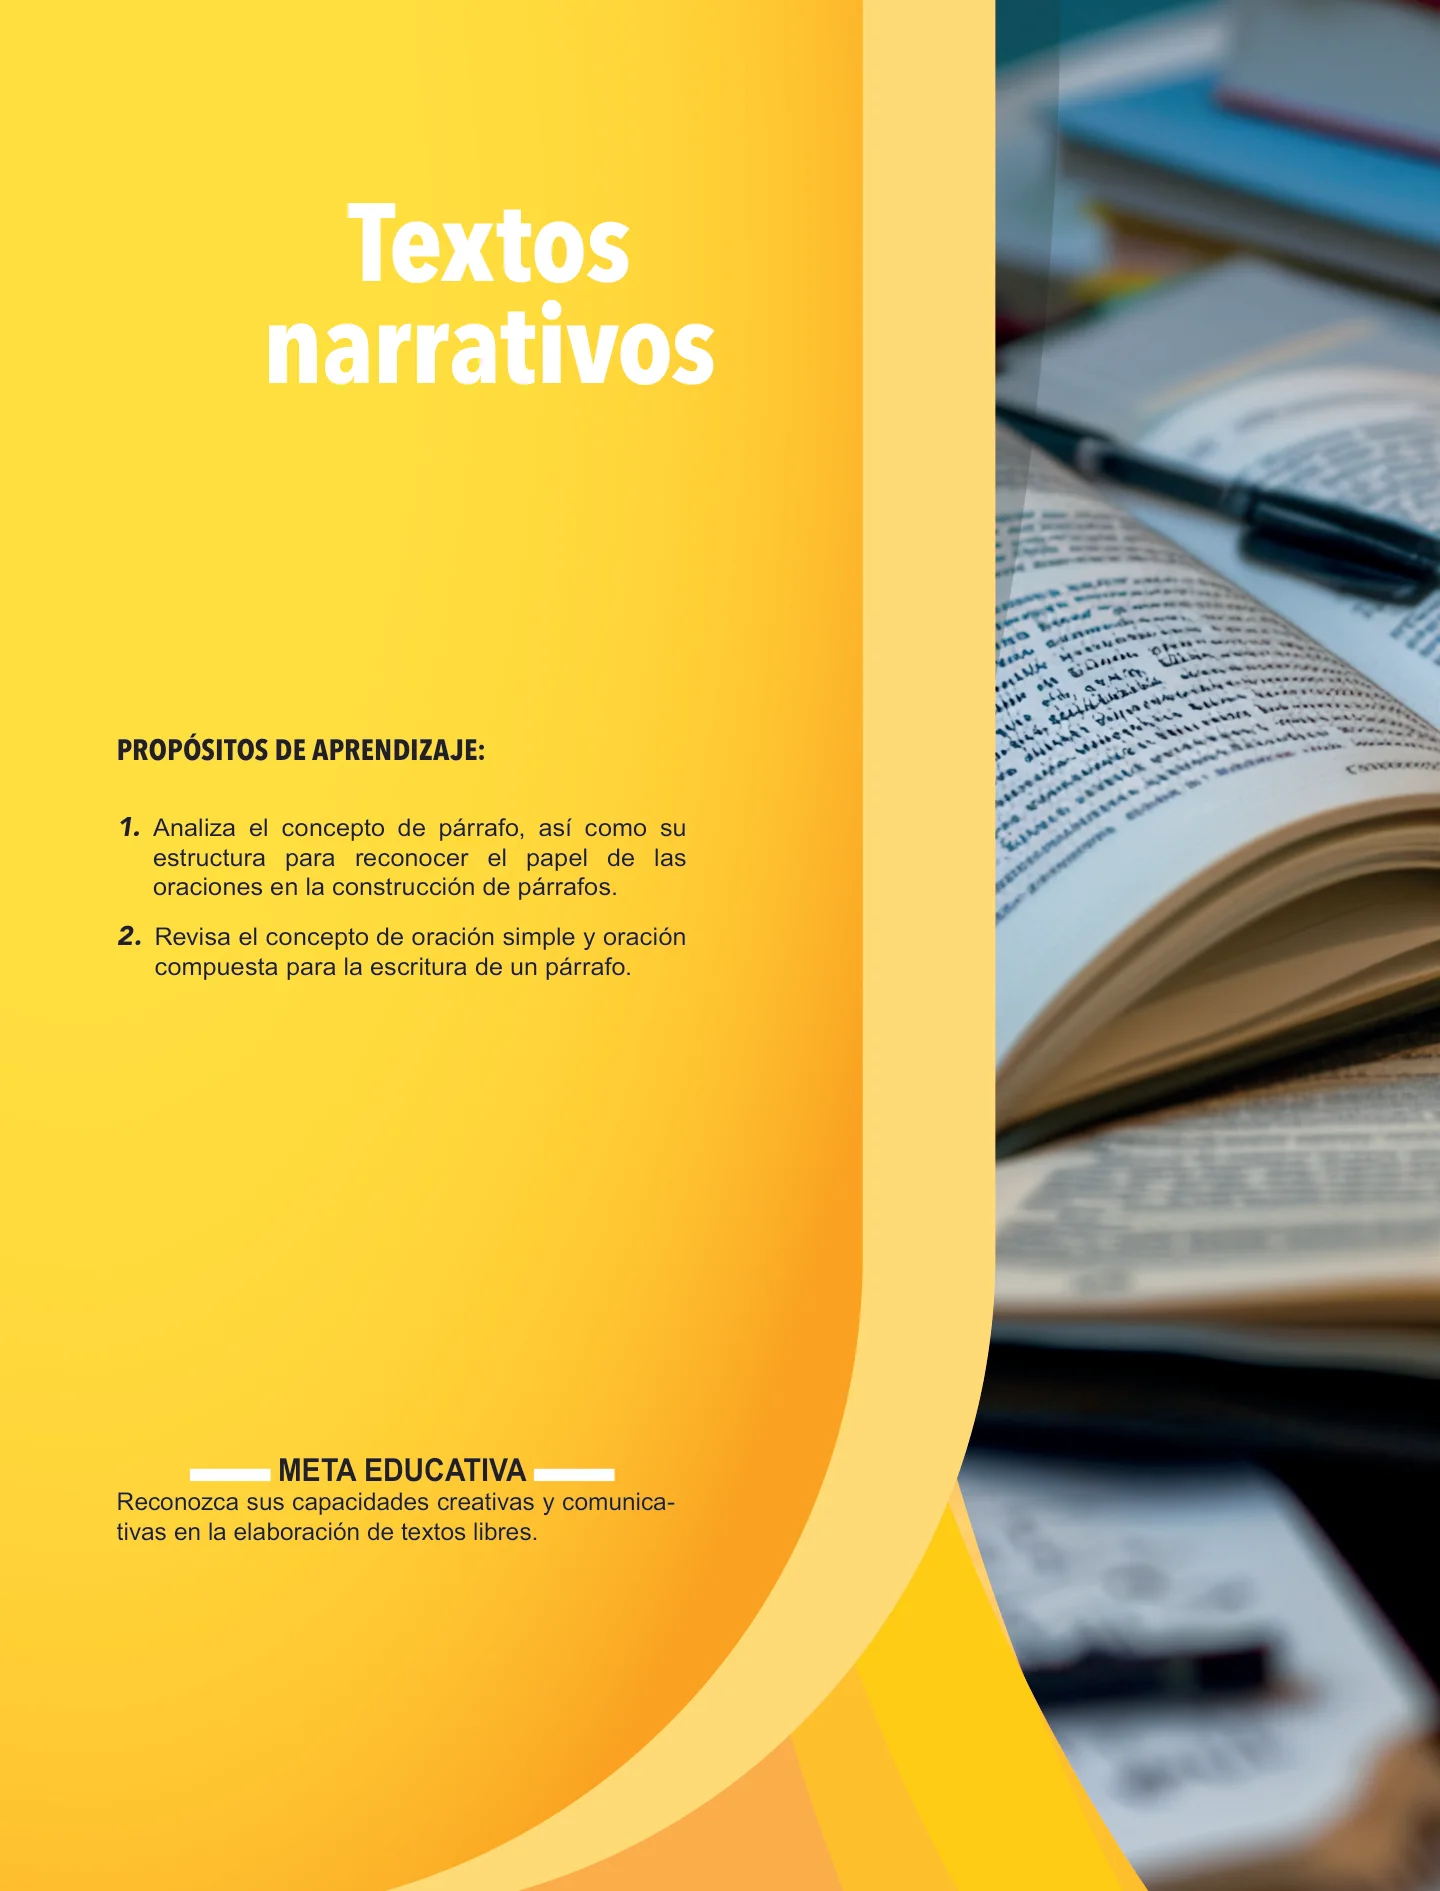 Textos
narrativos
PROPÓSITOS DE APRENDIZAJE:
1. Analiza el concepto de párrafo, así como su
estructura para reconocer el papel de las
oraciones en la construcción de párrafos.
2. Revisa el concepto de oración simple y oración
compuesta para la escritura de un párrafo.
META EDUCATIVA
Reconozca sus capacidades creativas y comunica-
tivas en la elaboración de textos libres.